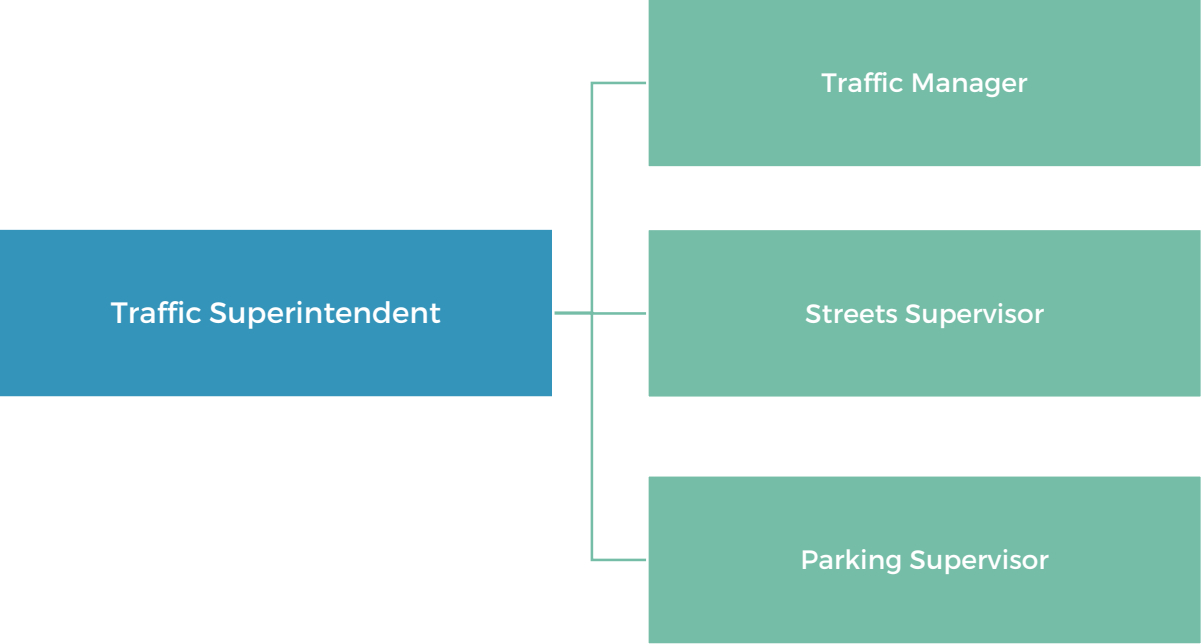 Traffic Manager
Traffic Superintendent
Streets Supervisor
Parking Supervisor